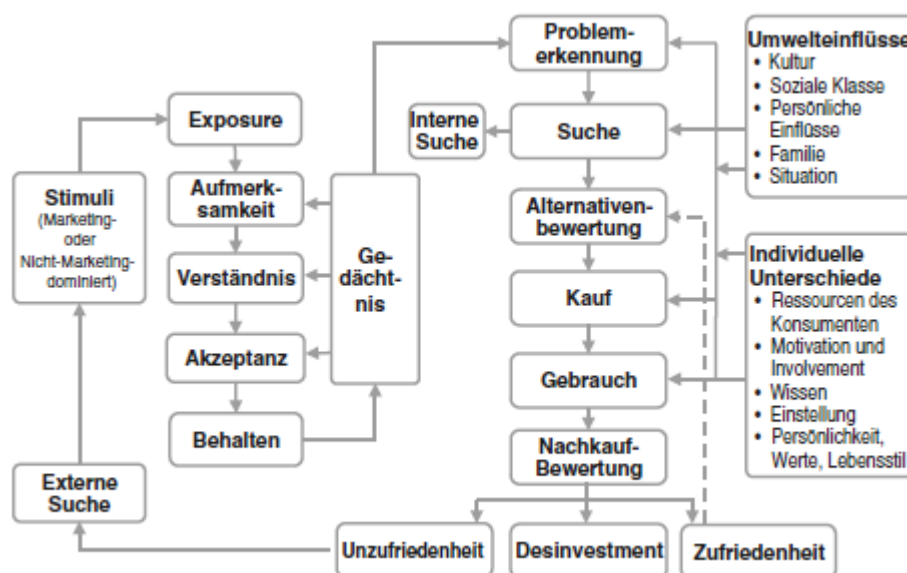 Stimuli
(Marketing-
oder
Nicht-Marketing-
dominiert)
Exposure
Aufmerk-
samkeit
Verständnis
Akzeptanz
Behalten
Externe
Suche
Ge-
dächt-
nis
Problem-
erkennung
Interne
Suche
Suche
Alternativen-
bewertung
Kauf
Gebrauch
Nachkauf-
Bewertung
Unzufriedenheit
Desinvestment
Zufriedenheit
Umwelteinflüsse
• Kultur
• Soziale Klasse
• Persönliche
Einflüsse
• Familie
• Situation
Individuelle
Unterschiede
• Ressourcen des
Konsumenten
• Motivation und
Involvement
• Wissen
• Einstellung
• Persönlichkeit,
Werte, Lebensstil